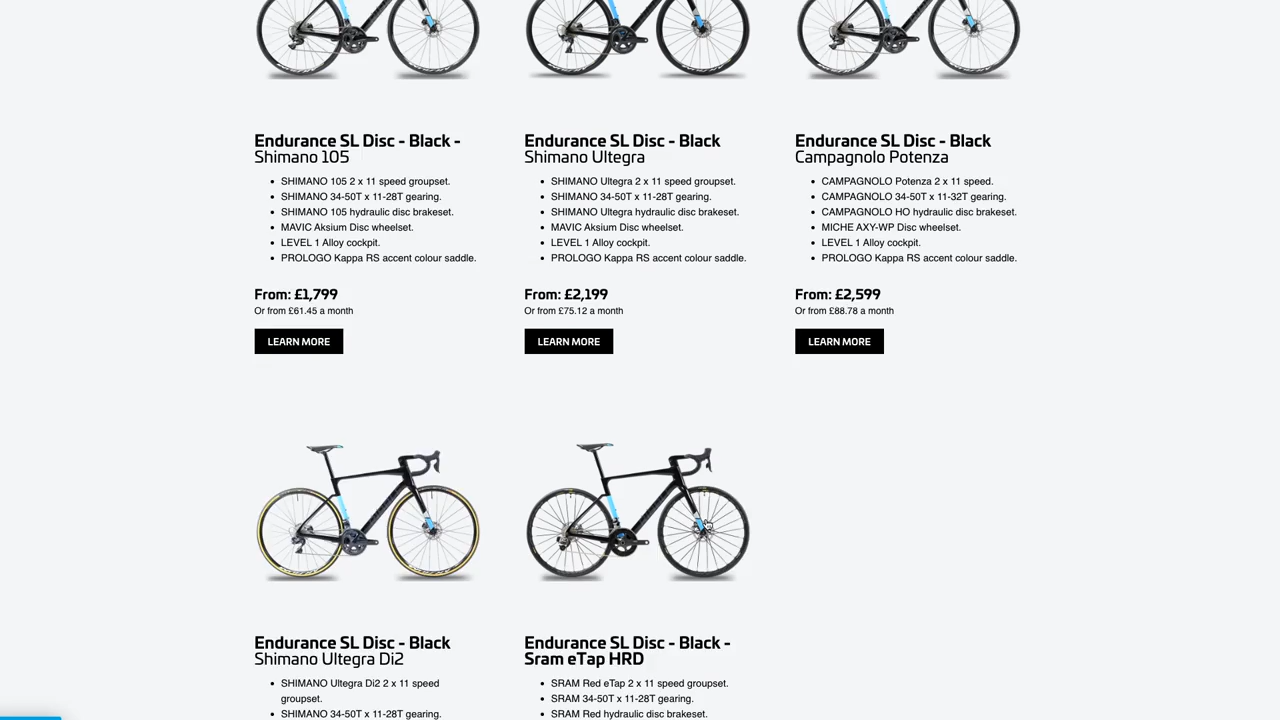 Endurance SL Disc - Black -
Shimano 105
SHIMANO 105 2 x 11 speed groupset.
SHIMANO 34-50T x 11-28T gearing.
SHIMANO 105 hydraulic disc brakeset.
MAVIC Aksium Disc wheelset.
LEVEL 1 Alloy cockpit.
PROLOGO Kappa RS accent colour saddle.
From: £1,799
Or from £61.45 a month
LEARN MORE
Endurance SL Disc - Black
Shimano Ultegra
SHIMANO Ultegra 2 x 11 speed groupset.
SHIMANO 34-50T x 11-28T gearing.
SHIMANO Ultegra hydraulic disc brakeset.
MAVIC Aksium Disc wheelset.
LEVEL 1 Alloy cockpit.
PROLOGO Kappa RS accent colour saddle.
From: £2,199
Or from £75.12 a month
LEARN MORE
Endurance SL Disc - Black
Campagnolo Potenza
CAMPAGNOLO Potenza 2 x 11 speed.
CAMPAGNOLO 34-50T x 11-32T gearing.
CAMPAGNOLO HO hydraulic disc brakeset.
MICHE AXY-WP Disc wheelset.
LEVEL 1 Alloy cockpit.
PROLOGO Kappa RS accent colour saddle.
From: £2,599
Or from £88.78 a month
LEARN MORE
Endurance SL Disc - Black
Shimano Ultegra Di2
SHIMANO Ultegra Di2 2 x 11 speed
groupset.
SHIMANO 34-50T x 11-28T gearing.
Endurance SL Disc - Black -
Sram eTap HRD
SRAM Red eTap 2 x 11 speed groupset.
SRAM 34-50T x 11-28T gearing.
SRAM Red hydraulic disc brakeset.